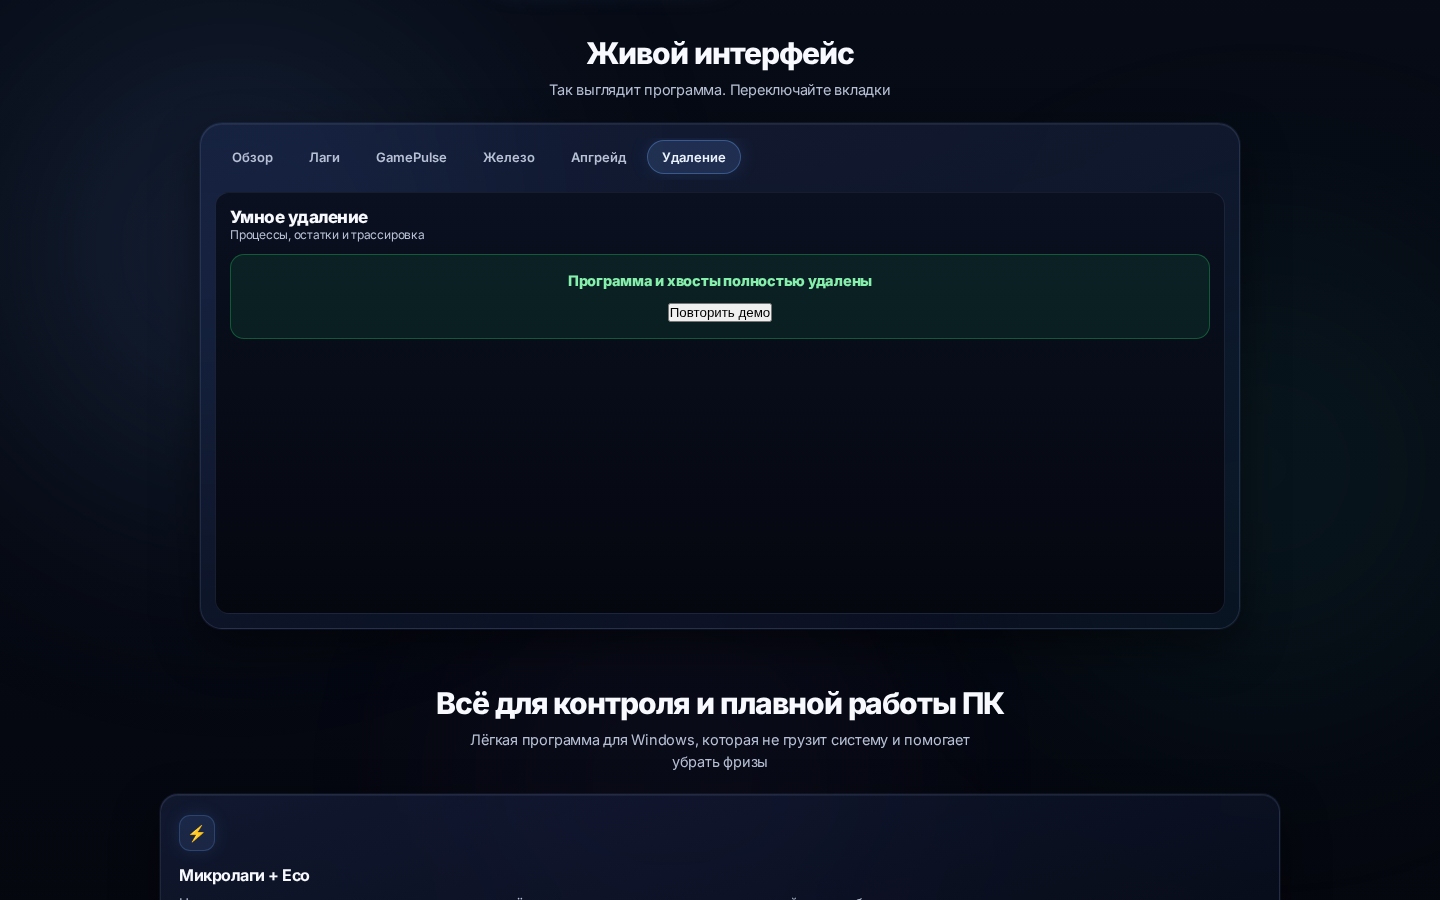 Живой интерфейс
Так выглядит программа. Переключайте вкладки
Обзор Лаги GamePulse Железо Апгрейд Удаление
Умное удаление
Процессы, остатки и трассировка
Программа и хвосты полностью удалены
Повторить демо
Всё для контроля и плавной работы ПК
Лёгкая программа для Windows, которая не грузит систему и помогает
убрать фризы
Микролаги + Eco